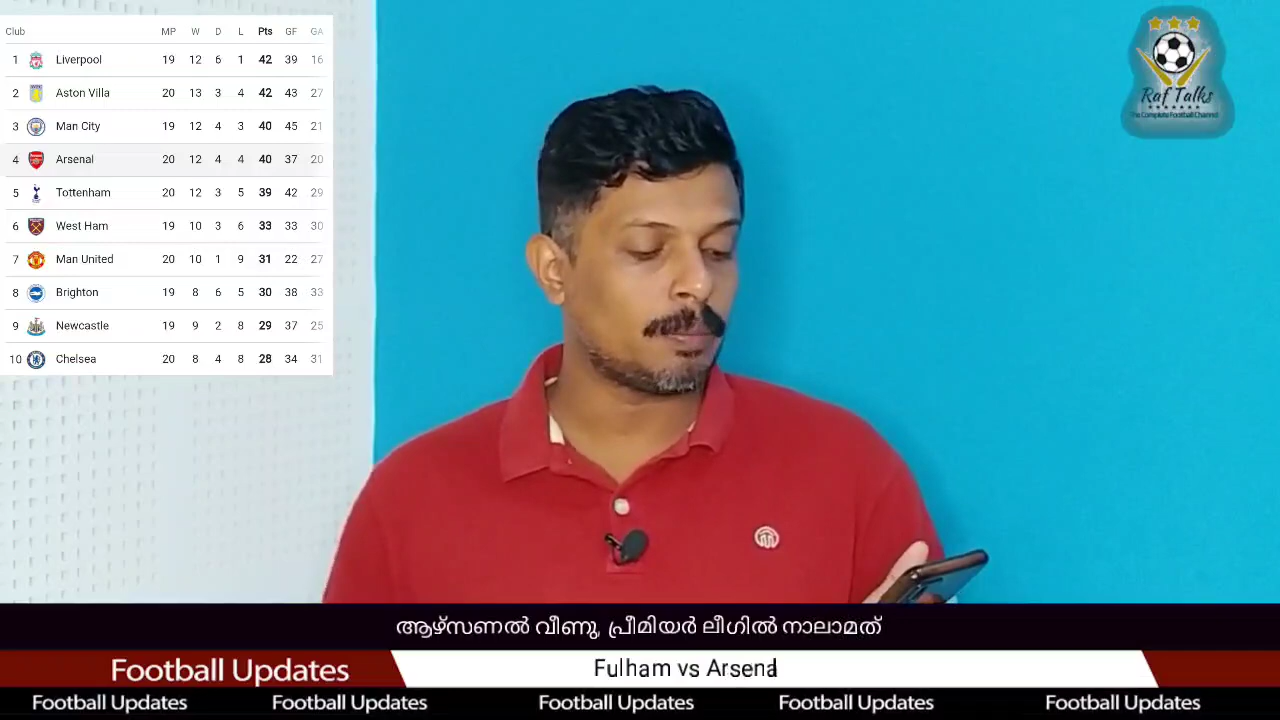 Club MP W D L Pts GF GA
1 Liverpool 19 12 6 1 42 39 16
2 Aston Villa 20 13 3 4 42 43 27
3 Man City 19 12 4 3 40 45 21
4 Arsenal 20 12 4 4 40 37 20
5 Tottenham 20 12 3 5 39 42 29
6 West Ham 19 10 3 6 33 33 30
7 Man United 20 10 1 9 31 22 27
8 Brighton 19 8 6 5 30 38 33
9 Newcastle 19 9 2 8 29 37 25
10 Chelsea 20 8 4 8 28 34 31
Raf Talks
The Complete Football Channel
ആഴ്സണൽ വീണു, പ്രീമിയർ ലീഗിൽ നാലാമത്
Football Updates Fulham vs Arsenal
Football Updates Football Updates Football Updates Football Updates Football Updates